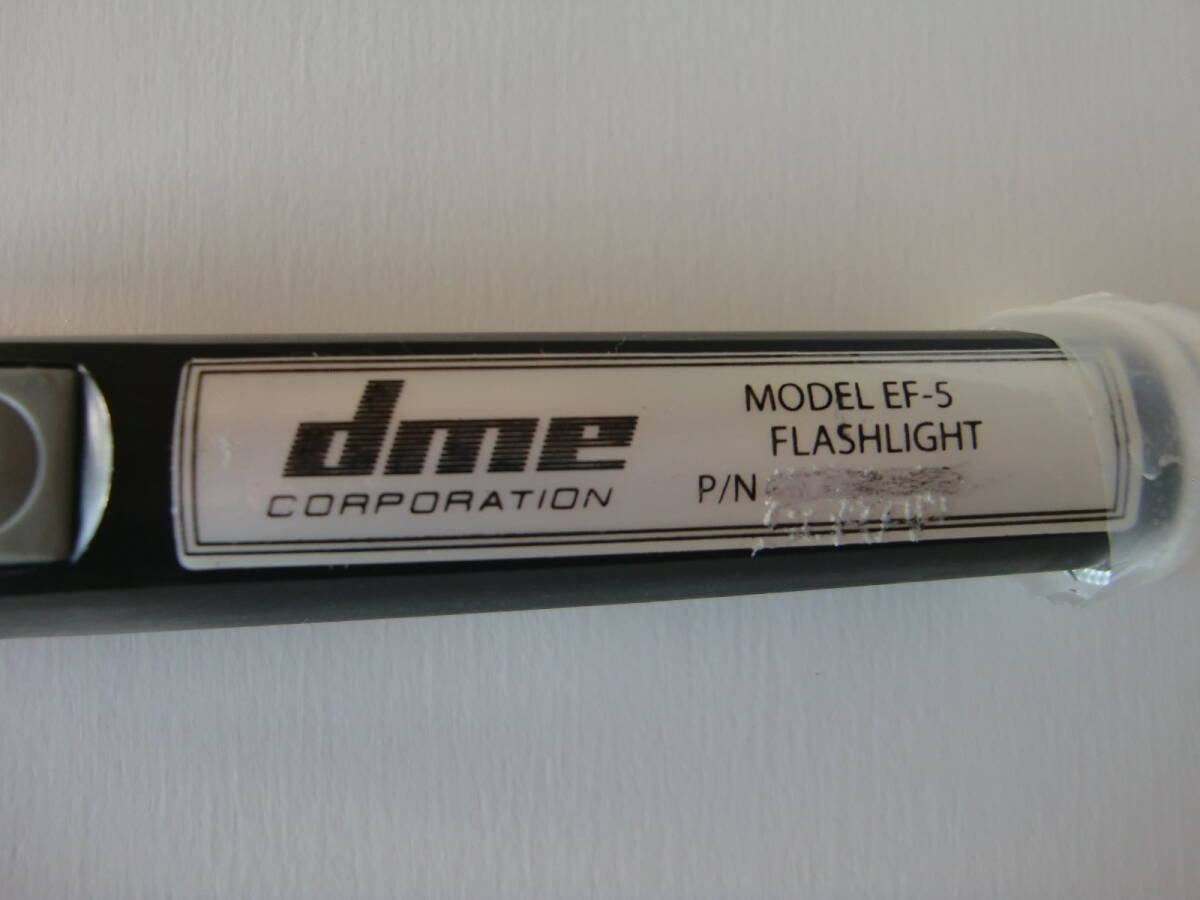 dme
CORPORATION
MODEL EF-5
FLASHLIGHT
P/N